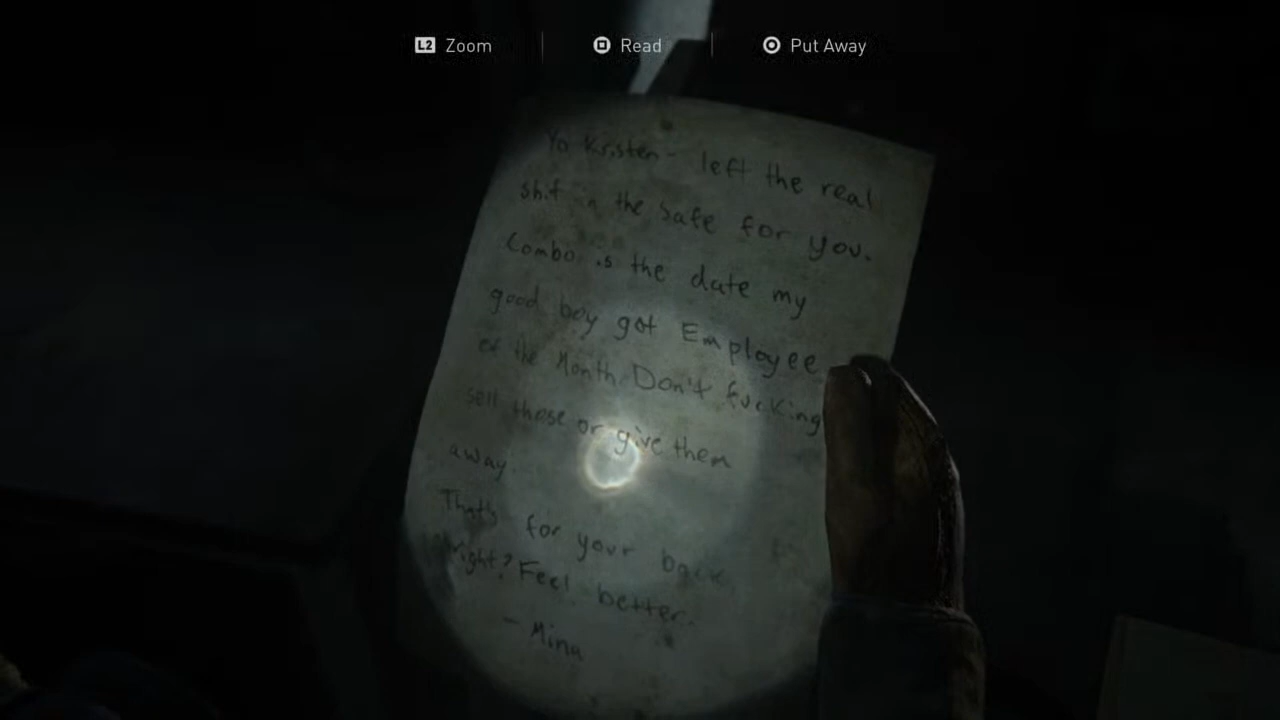 L2 Zoom Read Put Away
Yo Kristen - left the real
shit in the safe for you.
Combo is the date my
good boy got Employee
of the Month. Don't fucking
sell those or give them
away
That's for your back,
right? Feel better.
- Mina